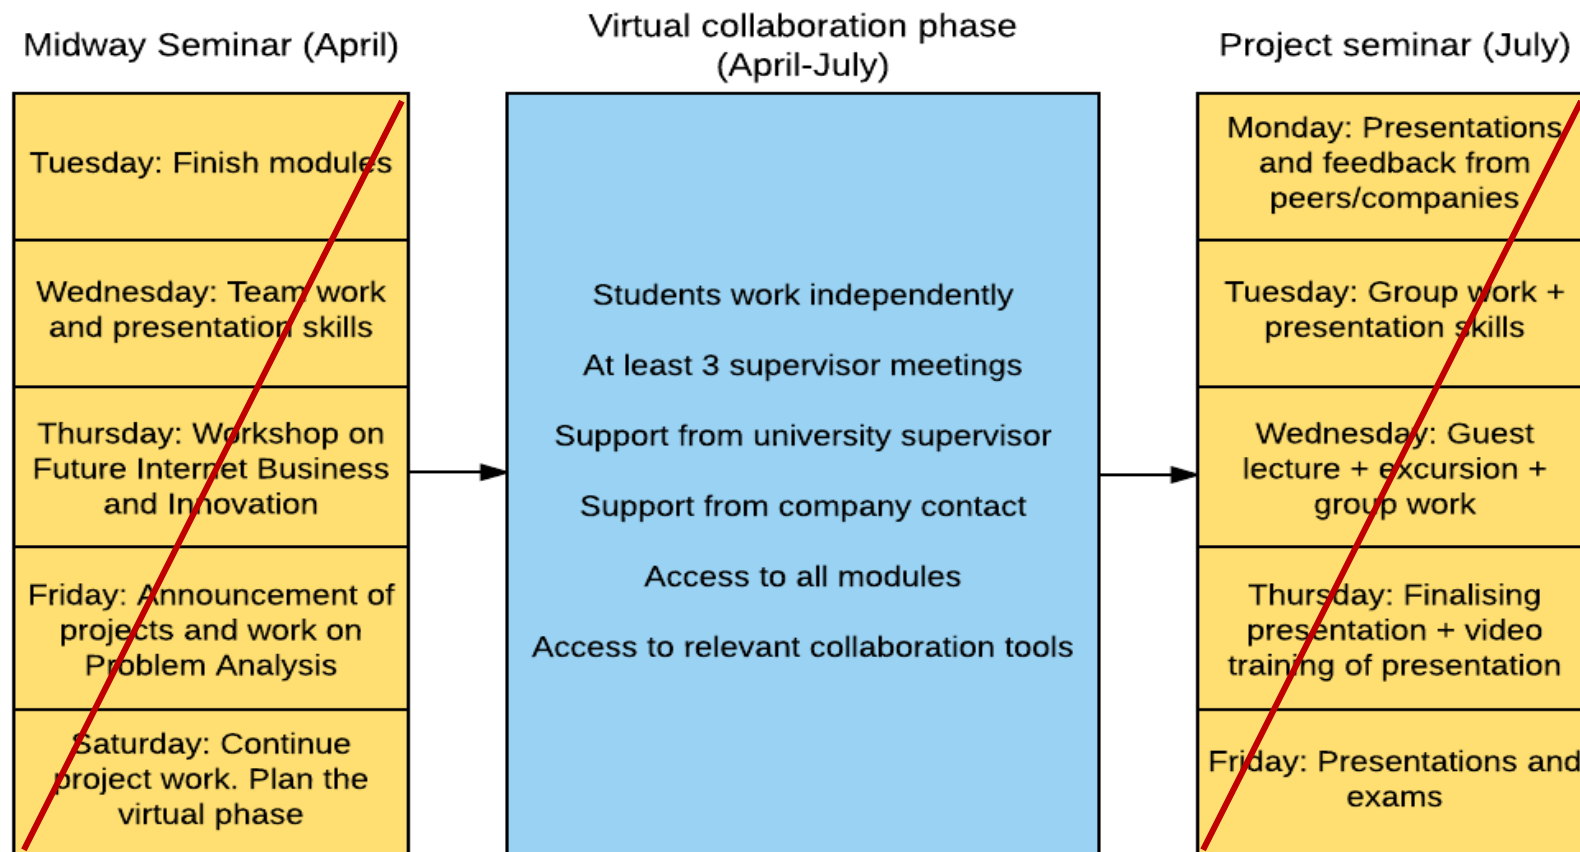 Midway Seminar (April)
Tuesday: Finish modules
Wednesday: Team work
and presentation skills
Thursday: Workshop on
Future Internet Business
and Innovation
Friday: Announcement of
projects and work on
Problem Analysis
Saturday: Continue
project work. Plan the
virtual phase
Virtual collaboration phase
(April-July)
Students work independently
At least 3 supervisor meetings
Support from university supervisor
Support from company contact
Access to all modules
Access to relevant collaboration tools
Project seminar (July)
Monday: Presentations
and feedback from
peers/companies
Tuesday: Group work +
presentation skills
Wednesday: Guest
lecture + excursion +
group work
Thursday: Finalising
presentation + video
training of presentation
Friday: Presentations and
exams